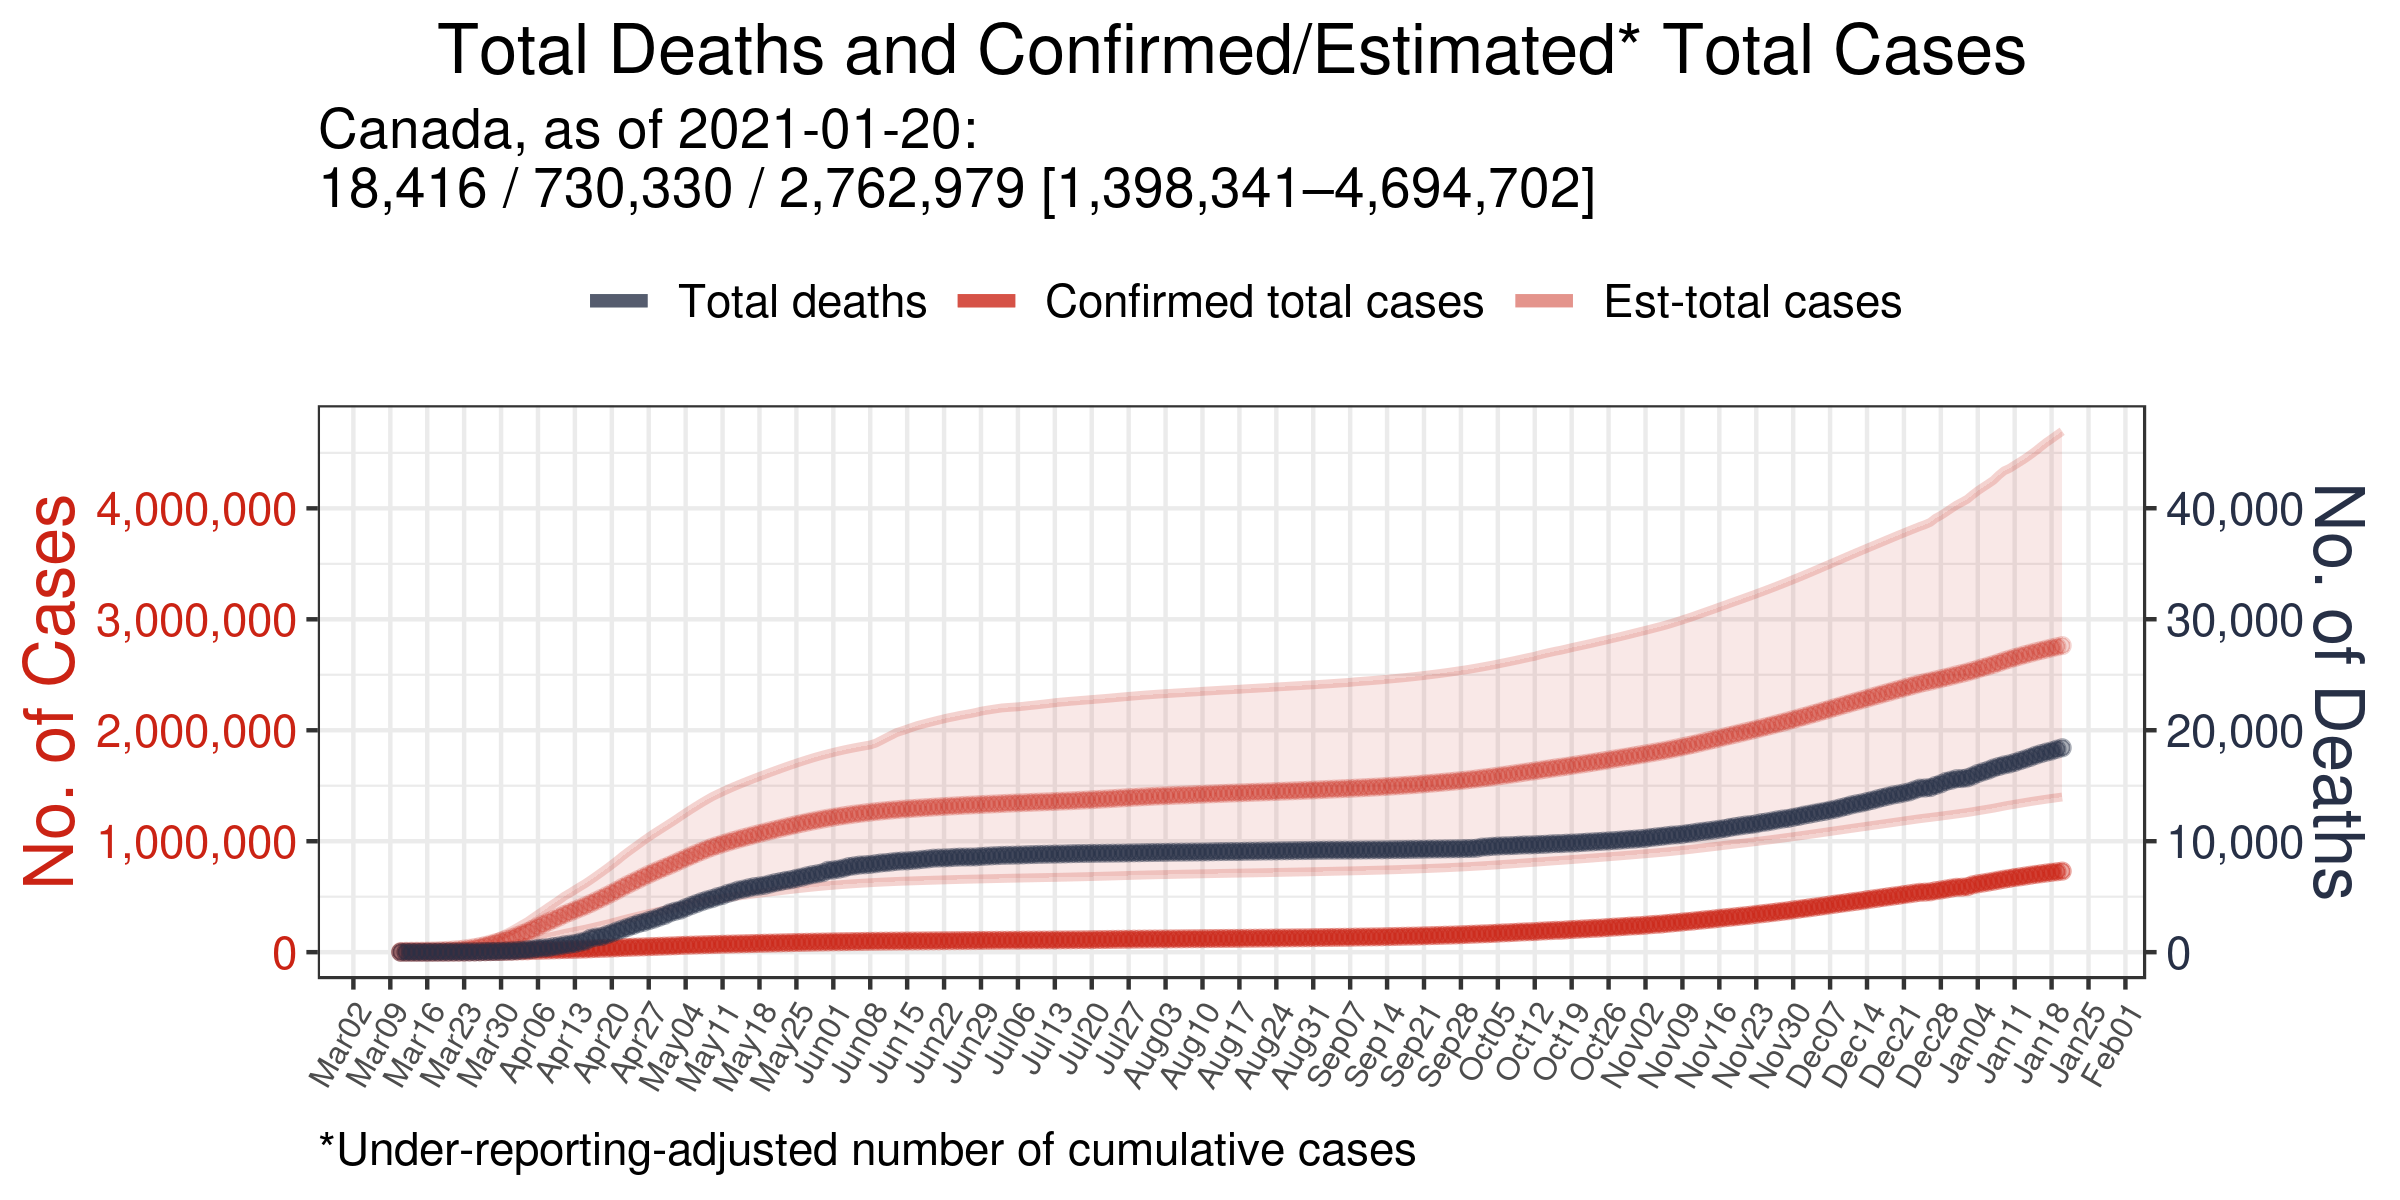 Total Deaths and Confirmed/Estimated* Total Cases
Canada, as of 2021-01-20:
18,416 / 730,330 / 2,762,979 [1,398,341–4,694,702]
Total deaths
Confirmed total cases
Est-total cases
No. of Cases
4,000,000
3,000,000
2,000,000
1,000,000
0
40,000
30,000
20,000
10,000
0
No. of Deaths
Mar02
Mar09
Mar16
Mar23
Mar30
Apr06
Apr13
Apr20
Apr27
May04
May11
May18
May25
Jun01
Jun08
Jun15
Jun22
Jun29
Jul06
Jul13
Jul20
Jul27
Aug03
Aug10
Aug17
Aug24
Aug31
Sep07
Sep14
Sep21
Sep28
Oct05
Oct12
Oct19
Oct26
Nov02
Nov09
Nov16
Nov23
Nov30
Dec07
Dec14
Dec21
Dec28
Jan04
Jan11
Jan18
Jan25
Feb01
*Under-reporting-adjusted number of cumulative cases